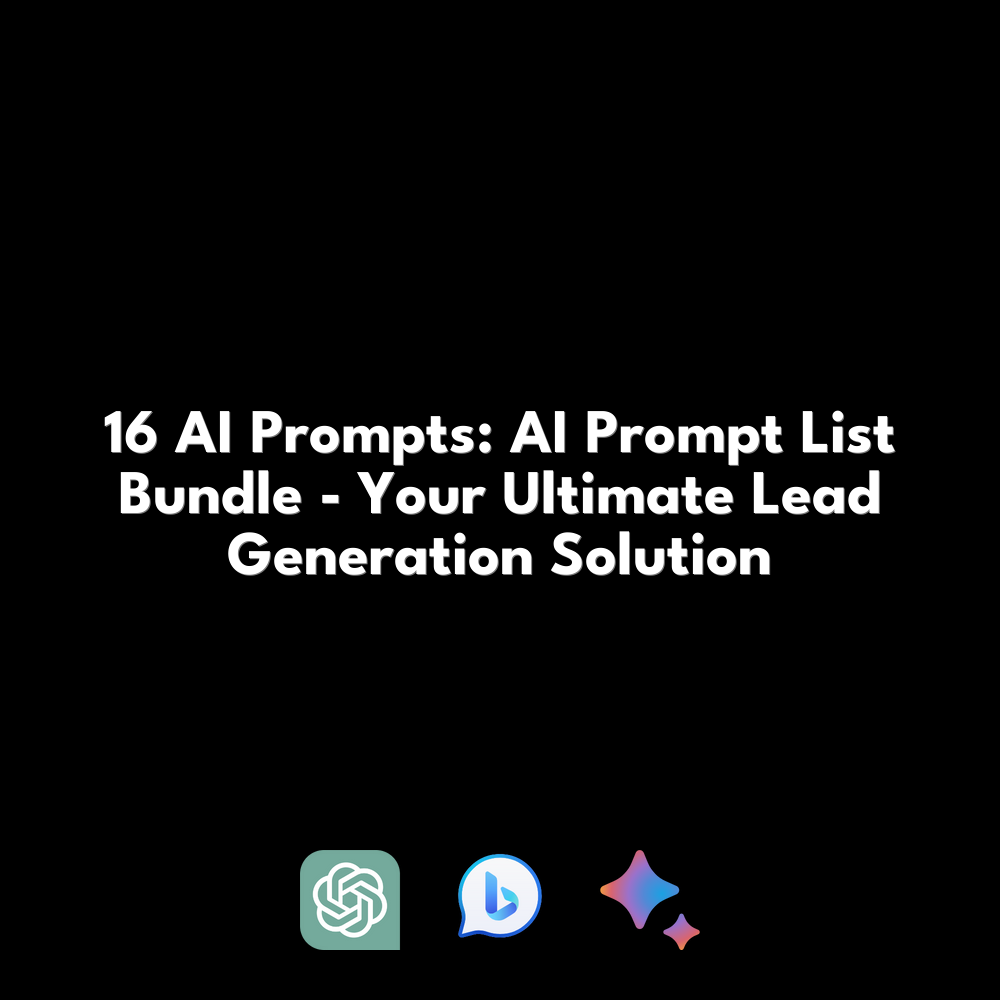 16 AI Prompts: AI Prompt List
Bundle - Your Ultimate Lead
Generation Solution